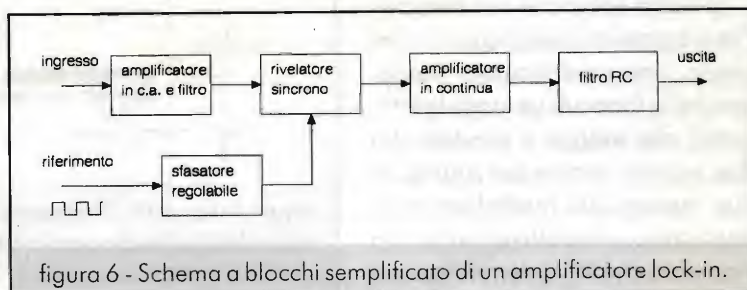 ingresso
amplificatore
in c.a. e filtro
rivelatore
sincrono
amplificatore
in continua
filtro RC
uscita
riferimento
sfasatore
regolabile
figura 6 - Schema a blocchi semplificato di un amplificatore lock-in.